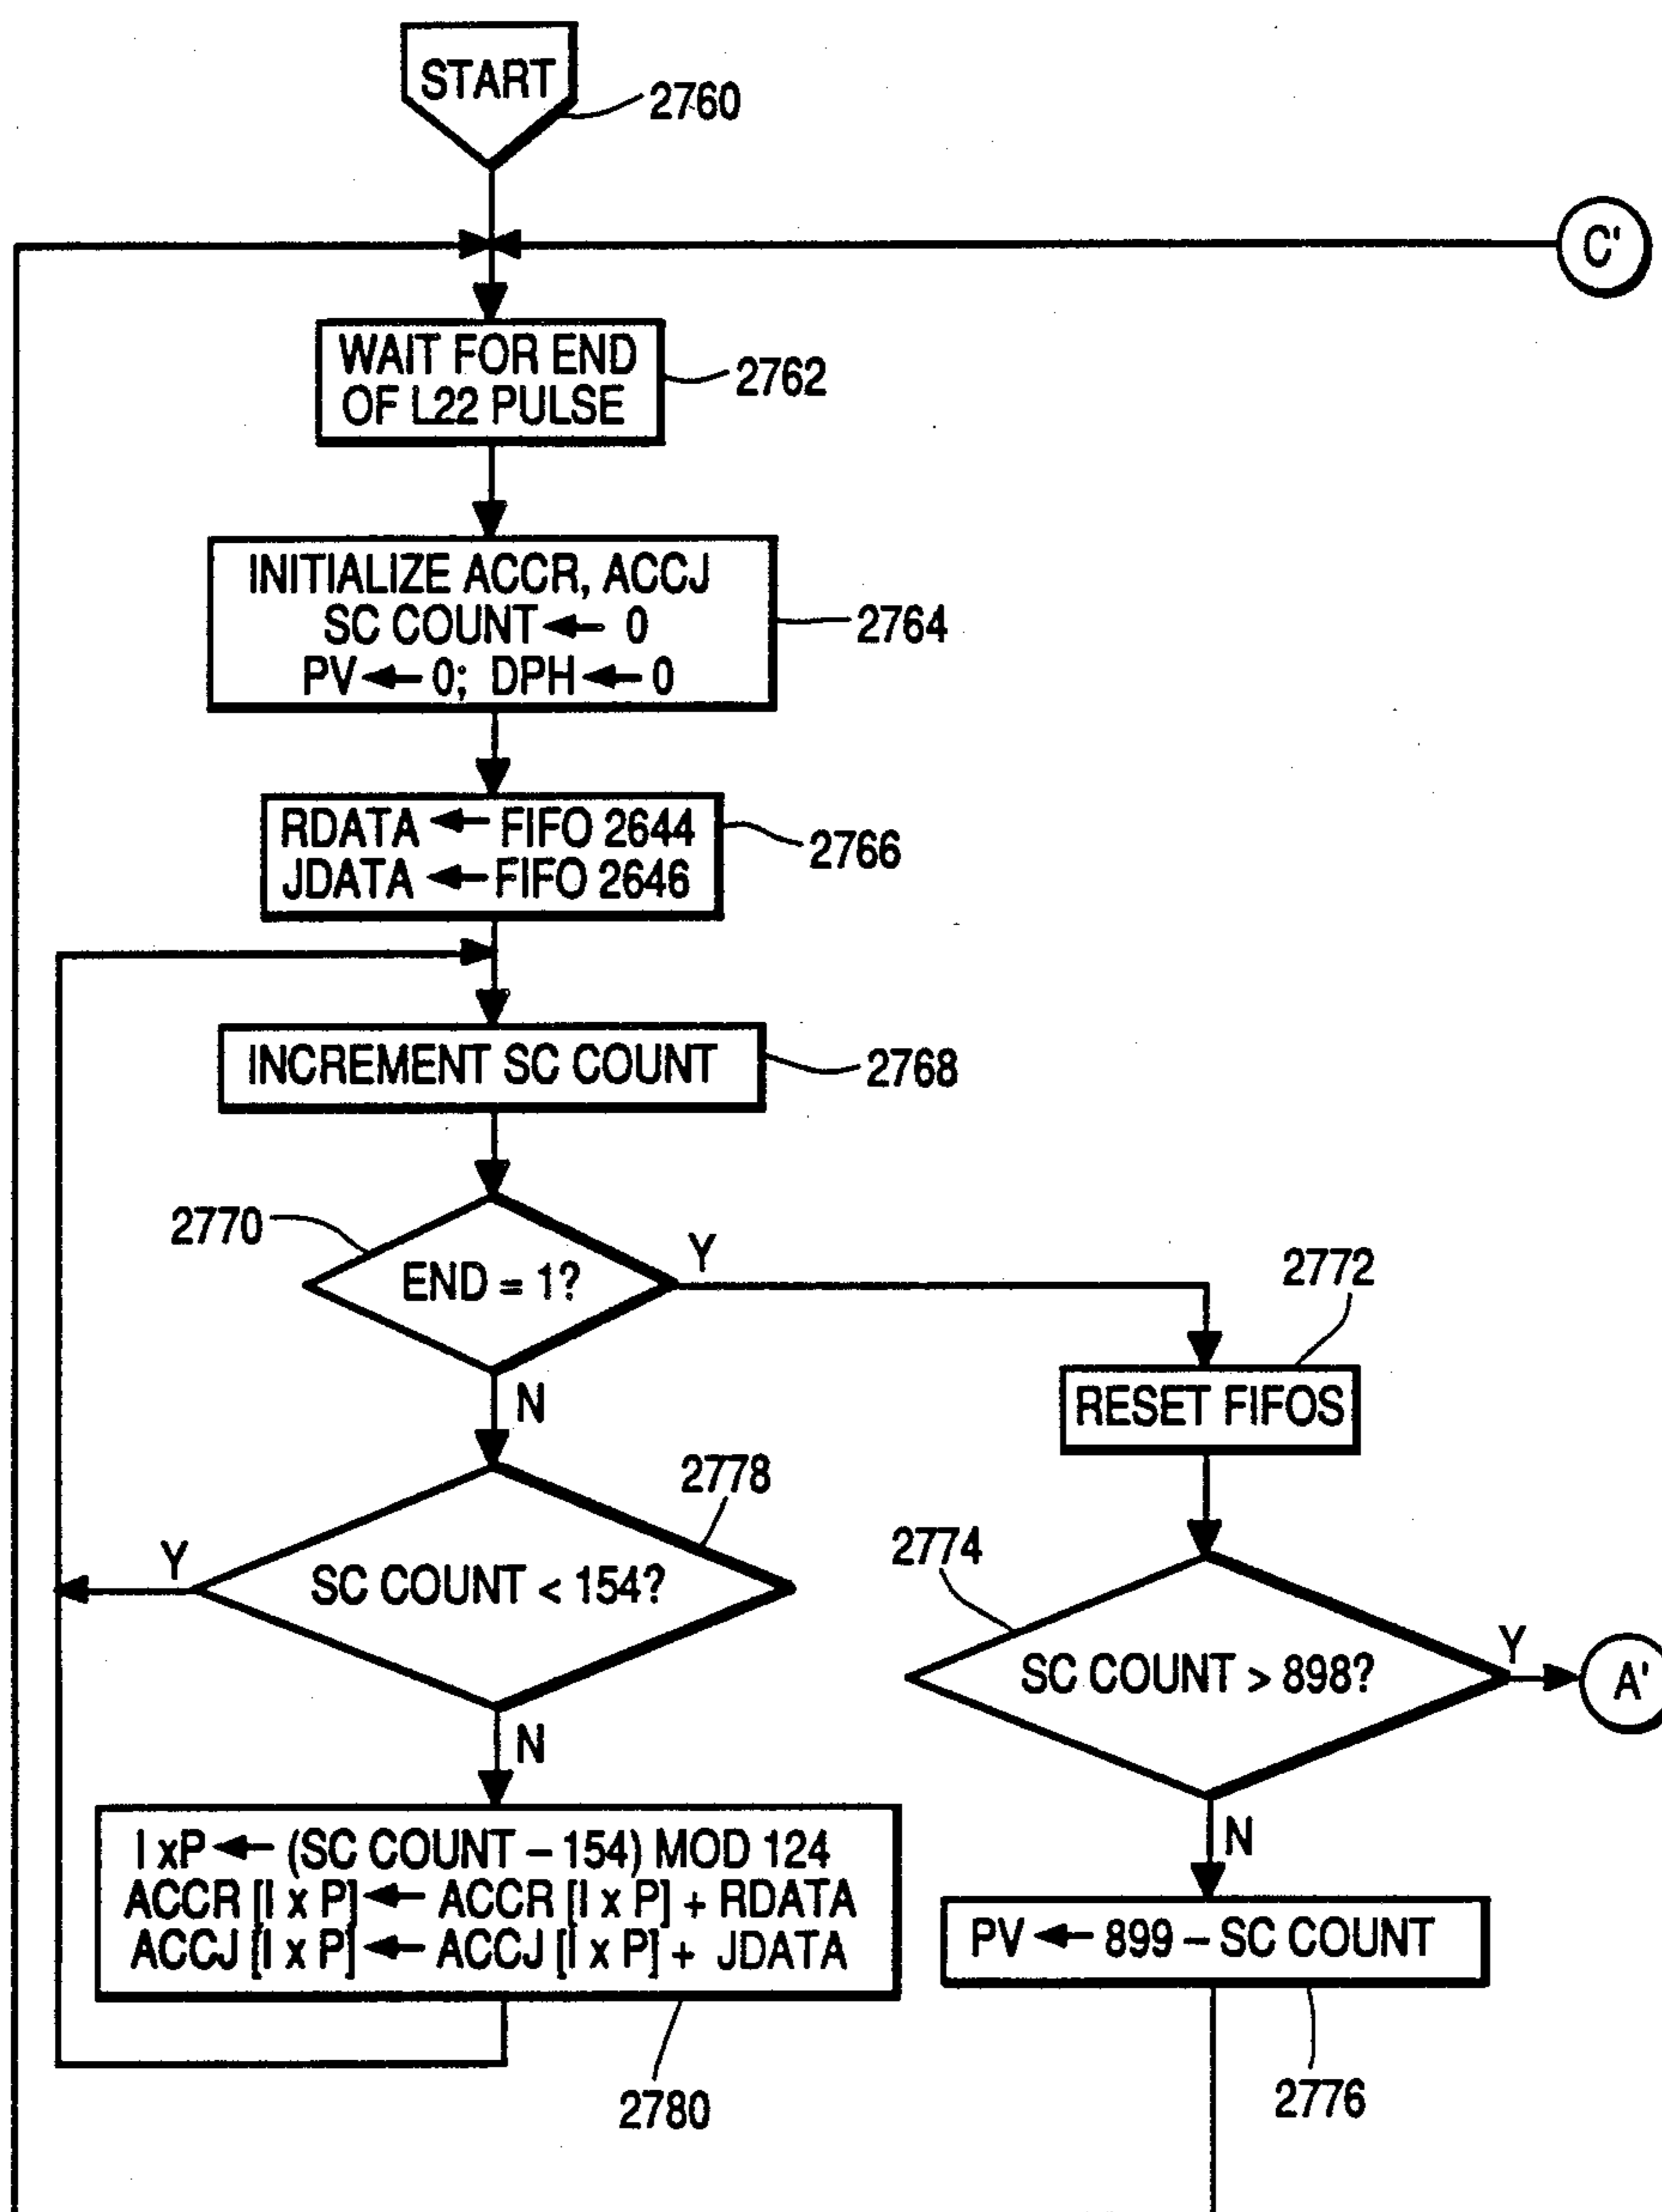 START
2760
C'
WAIT FOR END
OF L22 PULSE
2762
INITIALIZE ACCR, ACCJ
SC COUNT ← 0
PV ← 0; DPH ← 0
2764
RDATA ← FIFO 2644
JDATA ← FIFO 2646
2766
INCREMENT SC COUNT
2768
2770
END = 1?
Y
N
2772
RESET FIFOS
2778
SC COUNT < 154?
Y
N
2774
SC COUNT > 898?
Y
A'
N
I xP ← (SC COUNT – 154) MOD 124
ACCR [I x P] ← ACCR [I x P] + RDATA
ACCJ [I x P] ← ACCJ [I x P] + JDATA
2780
PV ← 899 – SC COUNT
2776